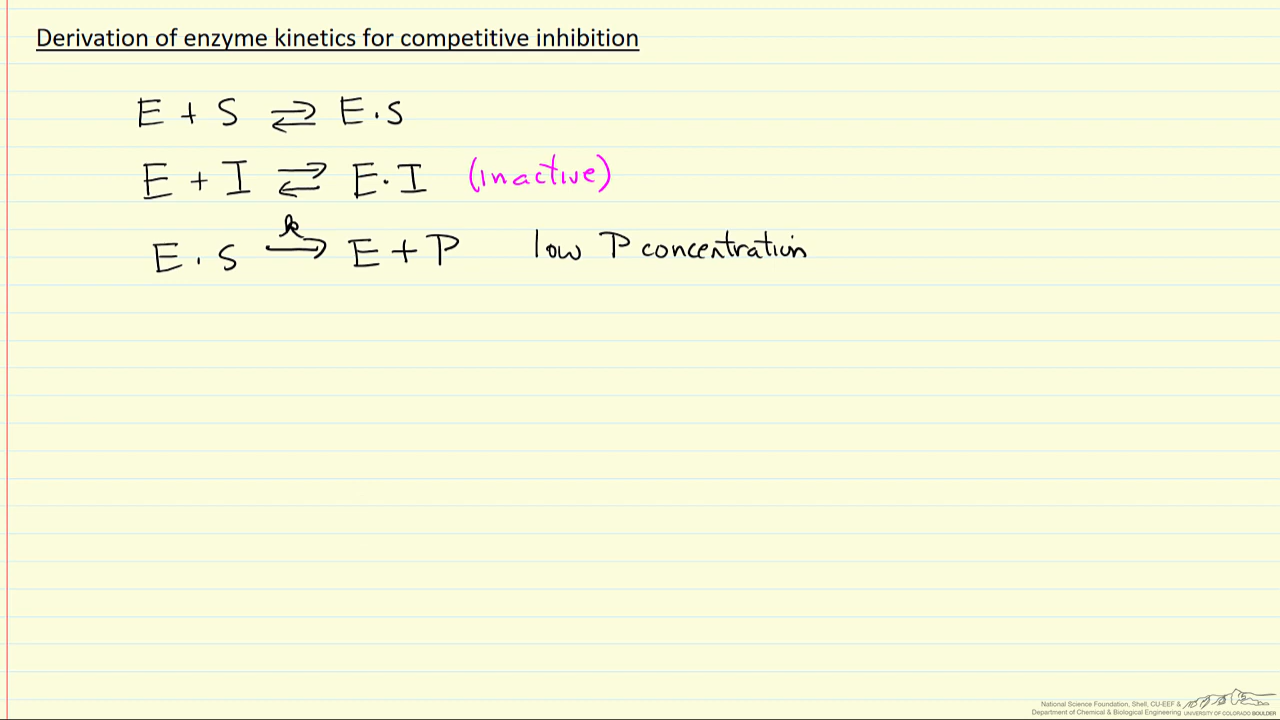 Derivation of enzyme kinetics for competitive inhibition
E + S ⇌ E.S
E + I ⇌ E.I (inactive)
E.S k→ E + P low P concentration
National Science Foundation, Shell, CU-EEF &
Department of Chemical & Biological Engineering UNIVERSITY OF COLORADO BOULDER